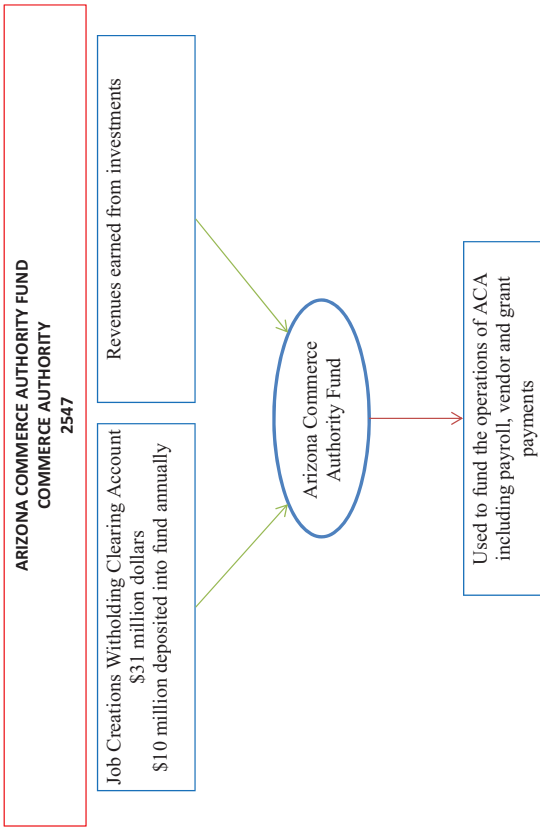 ARIZONA COMMERCE AUTHORITY FUND
COMMERCE AUTHORITY
2547
Job Creations Witholding Clearing Account
$31 million dollars
$10 million deposited into fund annually
Revenues earned from investments
Arizona Commerce
Authority Fund
Used to fund the operations of ACA
including payroll, vendor and grant
payments